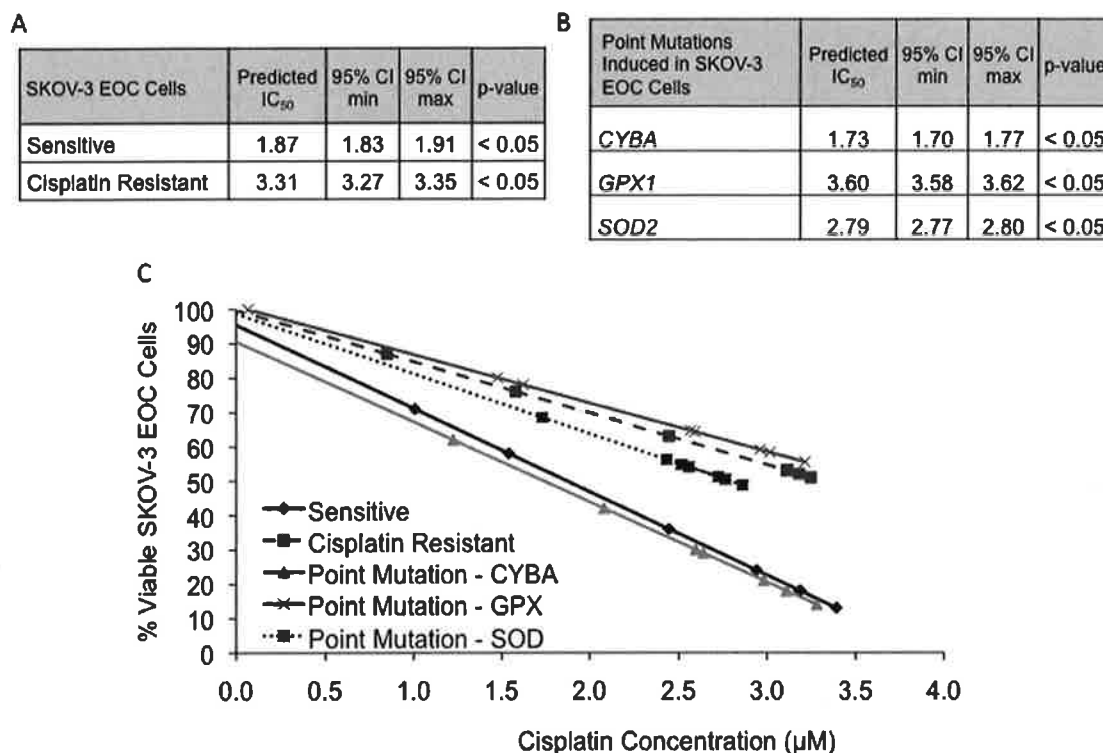 A
SKOV-3 EOC Cells Predicted IC₅₀ 95% CI min 95% CI max p-value
Sensitive 1.87 1.83 1.91 < 0.05
Cisplatin Resistant 3.31 3.27 3.35 < 0.05
B
Point Mutations Induced in SKOV-3 EOC Cells Predicted IC₅₀ 95% CI min 95% CI max p-value
CYBA 1.73 1.70 1.77 < 0.05
GPX1 3.60 3.58 3.62 < 0.05
SOD2 2.79 2.77 2.80 < 0.05
C
% Viable SKOV-3 EOC Cells
100
90
80
70
60
50
40
30
20
10
0
Sensitive
Cisplatin Resistant
Point Mutation - CYBA
Point Mutation - GPX
Point Mutation - SOD
0.0 0.5 1.0 1.5 2.0 2.5 3.0 3.5 4.0
Cisplatin Concentration (µM)